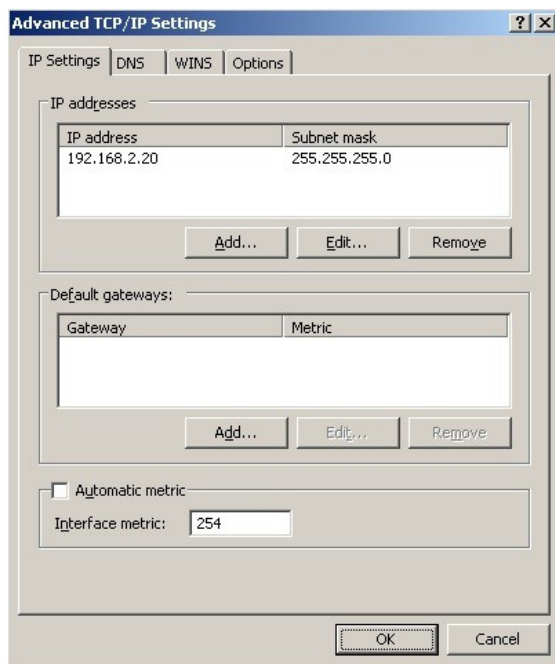 Advanced TCP/IP Settings
IP Settings DNS WINS Options
IP addresses
IP address Subnet mask
192.168.2.20 255.255.255.0
Add... Edit... Remove
Default gateways:
Gateway Metric
Add... Edit... Remove
Automatic metric
Interface metric: 254
OK Cancel